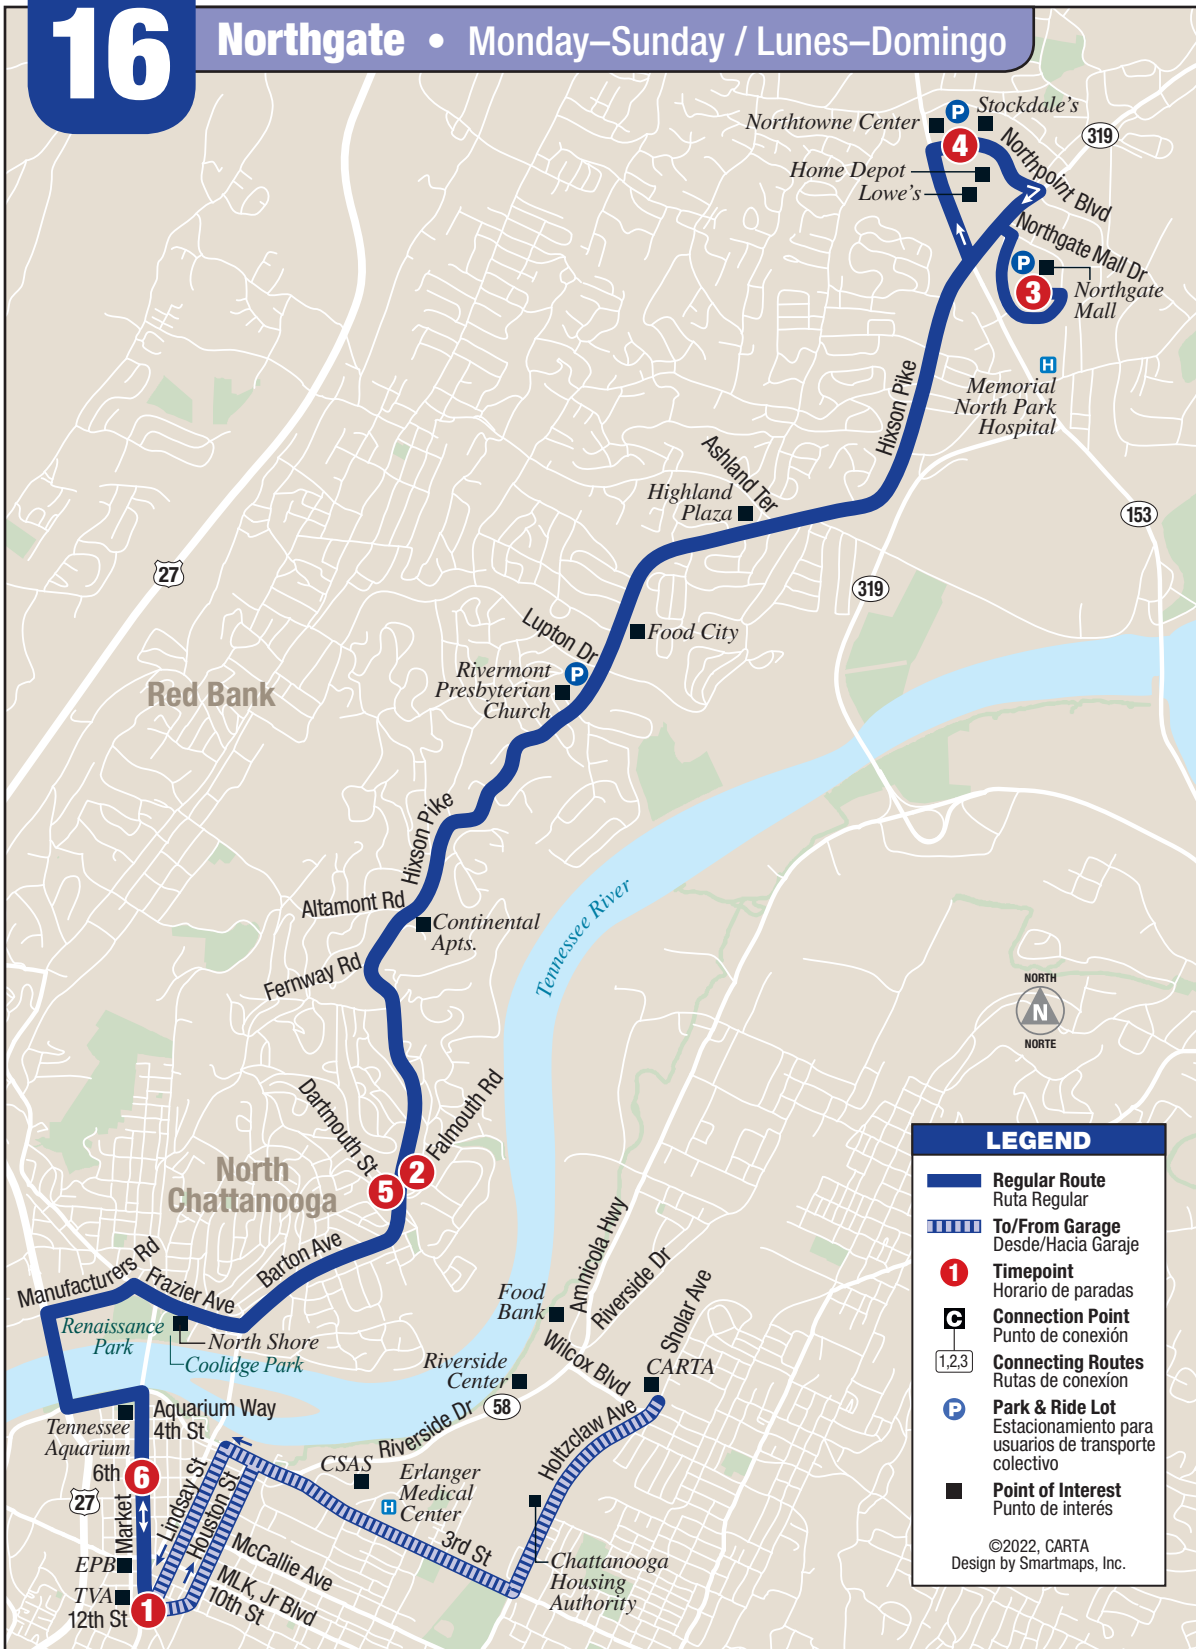 16
Northgate • Monday–Sunday / Lunes–Domingo
P
Stockdale's
Northtowne Center
4
319
Northpoint Blvd
Home Depot
Lowe's
Northgate Mall Dr
P
3
Northgate
Mall
H
Memorial
North Park
Hospital
Hixson Pike
Ashland Ter
Highland
Plaza
153
27
319
Lupton Dr
Food City
P
Rivermont
Presbyterian
Church
Red Bank
Hixson Pike
Altamont Rd
Continental
Apts.
Tennessee River
Fernway Rd
NORTH
N
NORTE
Dartmouth St
Falmouth Rd
2
5
North
Chattanooga
Barton Ave
Manufacturers Rd
Frazier Ave
Renaissance
Park
North Shore
Coolidge Park
Amnicola Hwy
Riverside Dr
Sholar Ave
Food
Bank
Wilcox Blvd
CARTA
Riverside
Center
58
Riverside Dr
Holtzclaw Ave
Tennessee
Aquarium
Aquarium Way
4th St
6th
6
27
Market
Lindsay St
Houston St
CSAS
H
Erlanger
Medical
Center
3rd St
McCallie Ave
MLK, Jr Blvd
10th St
EPB
TVA
12th St
1
Chattanooga
Housing
Authority
LEGEND
Regular Route
Ruta Regular
To/From Garage
Desde/Hacia Garaje
1
Timepoint
Horario de paradas
C
Connection Point
Punto de conexión
1,2,3
Connecting Routes
Rutas de conexíon
P
Park & Ride Lot
Estacionamiento para
usuarios de transporte
colectivo
Point of Interest
Punto de interés
©2022, CARTA
Design by Smartmaps, Inc.